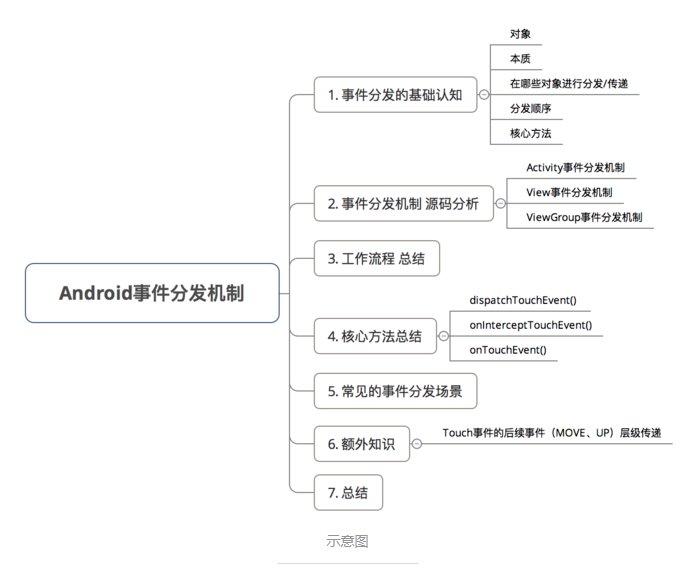 Android事件分发机制
1. 事件分发的基础认知
对象
本质
在哪些对象进行分发/传递
分发顺序
核心方法
2. 事件分发机制 源码分析
Activity事件分发机制
View事件分发机制
ViewGroup事件分发机制
3. 工作流程 总结
4. 核心方法总结
dispatchTouchEvent()
onInterceptTouchEvent()
onTouchEvent()
5. 常见的事件分发场景
6. 额外知识
Touch事件的后续事件（MOVE、UP）层级传递
7. 总结
示意图